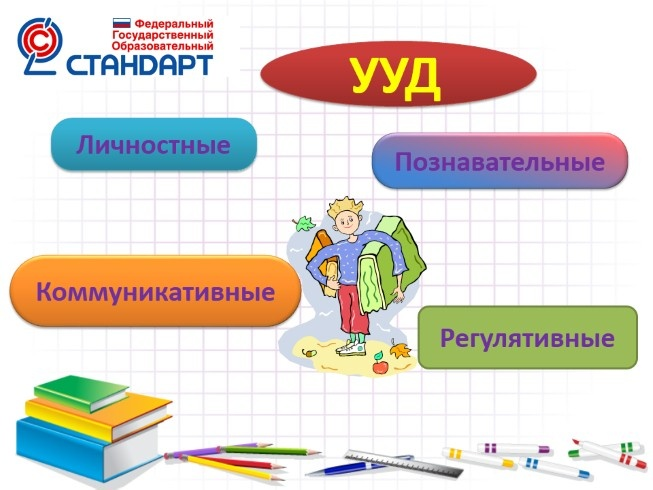 Федеральный
Государственный
Образовательный
СТАНДАРТ
УУД
Личностные
Познавательные
Коммуникативные
Регулятивные